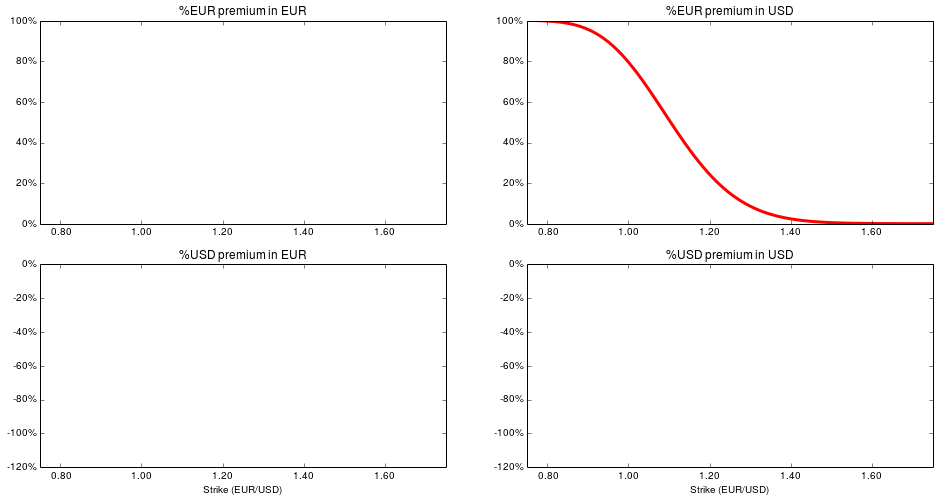 %EUR premium in EUR
100%
80%
60%
40%
20%
0%
0.80 1.00 1.20 1.40 1.60
%EUR premium in USD
100%
80%
60%
40%
20%
0%
0.80 1.00 1.20 1.40 1.60
%USD premium in EUR
0%
-20%
-40%
-60%
-80%
-100%
-120%
0.80 1.00 1.20 1.40 1.60
Strike (EUR/USD)
%USD premium in USD
0%
-20%
-40%
-60%
-80%
-100%
-120%
0.80 1.00 1.20 1.40 1.60
Strike (EUR/USD)